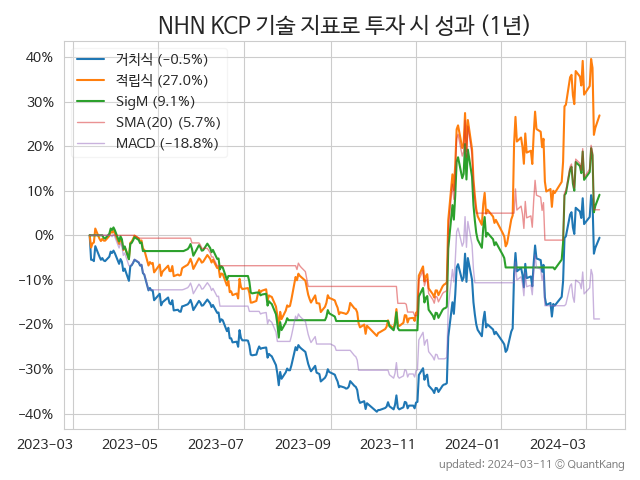 NHN KCP 기술 지표로 투자 시 성과 (1년)
40%
30%
20%
10%
0%
−10%
−20%
−30%
−40%
거치식 (−0.5%)
적립식 (27.0%)
SigM (9.1%)
SMA(20) (5.7%)
MACD (−18.8%)
2023-03 2023-05 2023-07 2023-09 2023-11 2024-01 2024-03
updated: 2024-03-11 © QuantKang